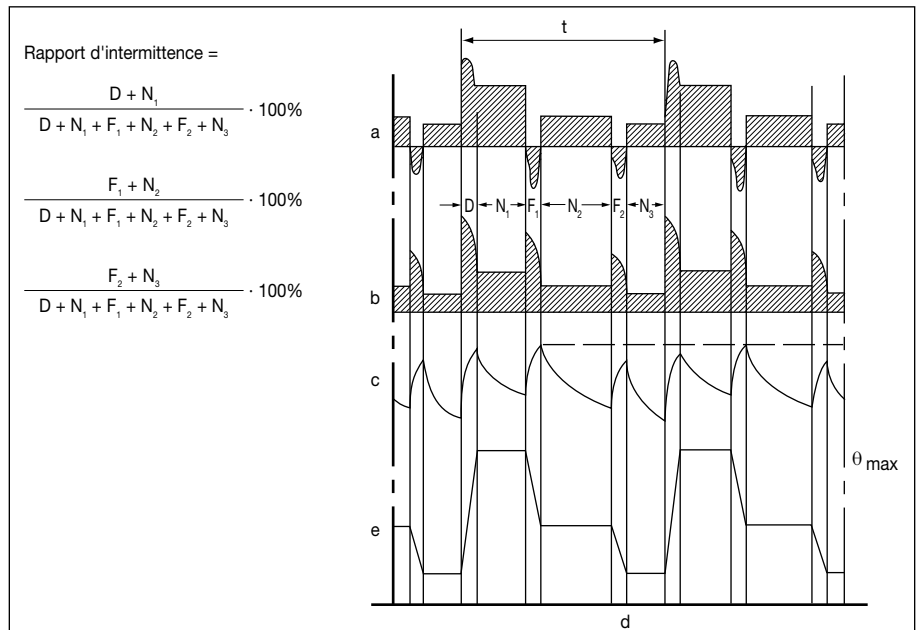 Rapport d'intermittence =
D + N₁
D + N₁ + F₁ + N₂ + F₂ + N₃ · 100%
F₁ + N₂
D + N₁ + F₁ + N₂ + F₂ + N₃ · 100%
F₂ + N₃
D + N₁ + F₁ + N₂ + F₂ + N₃ · 100%
t
a
D N₁ F₁ N₂ F₂ N₃
b
c
θ max
e
d